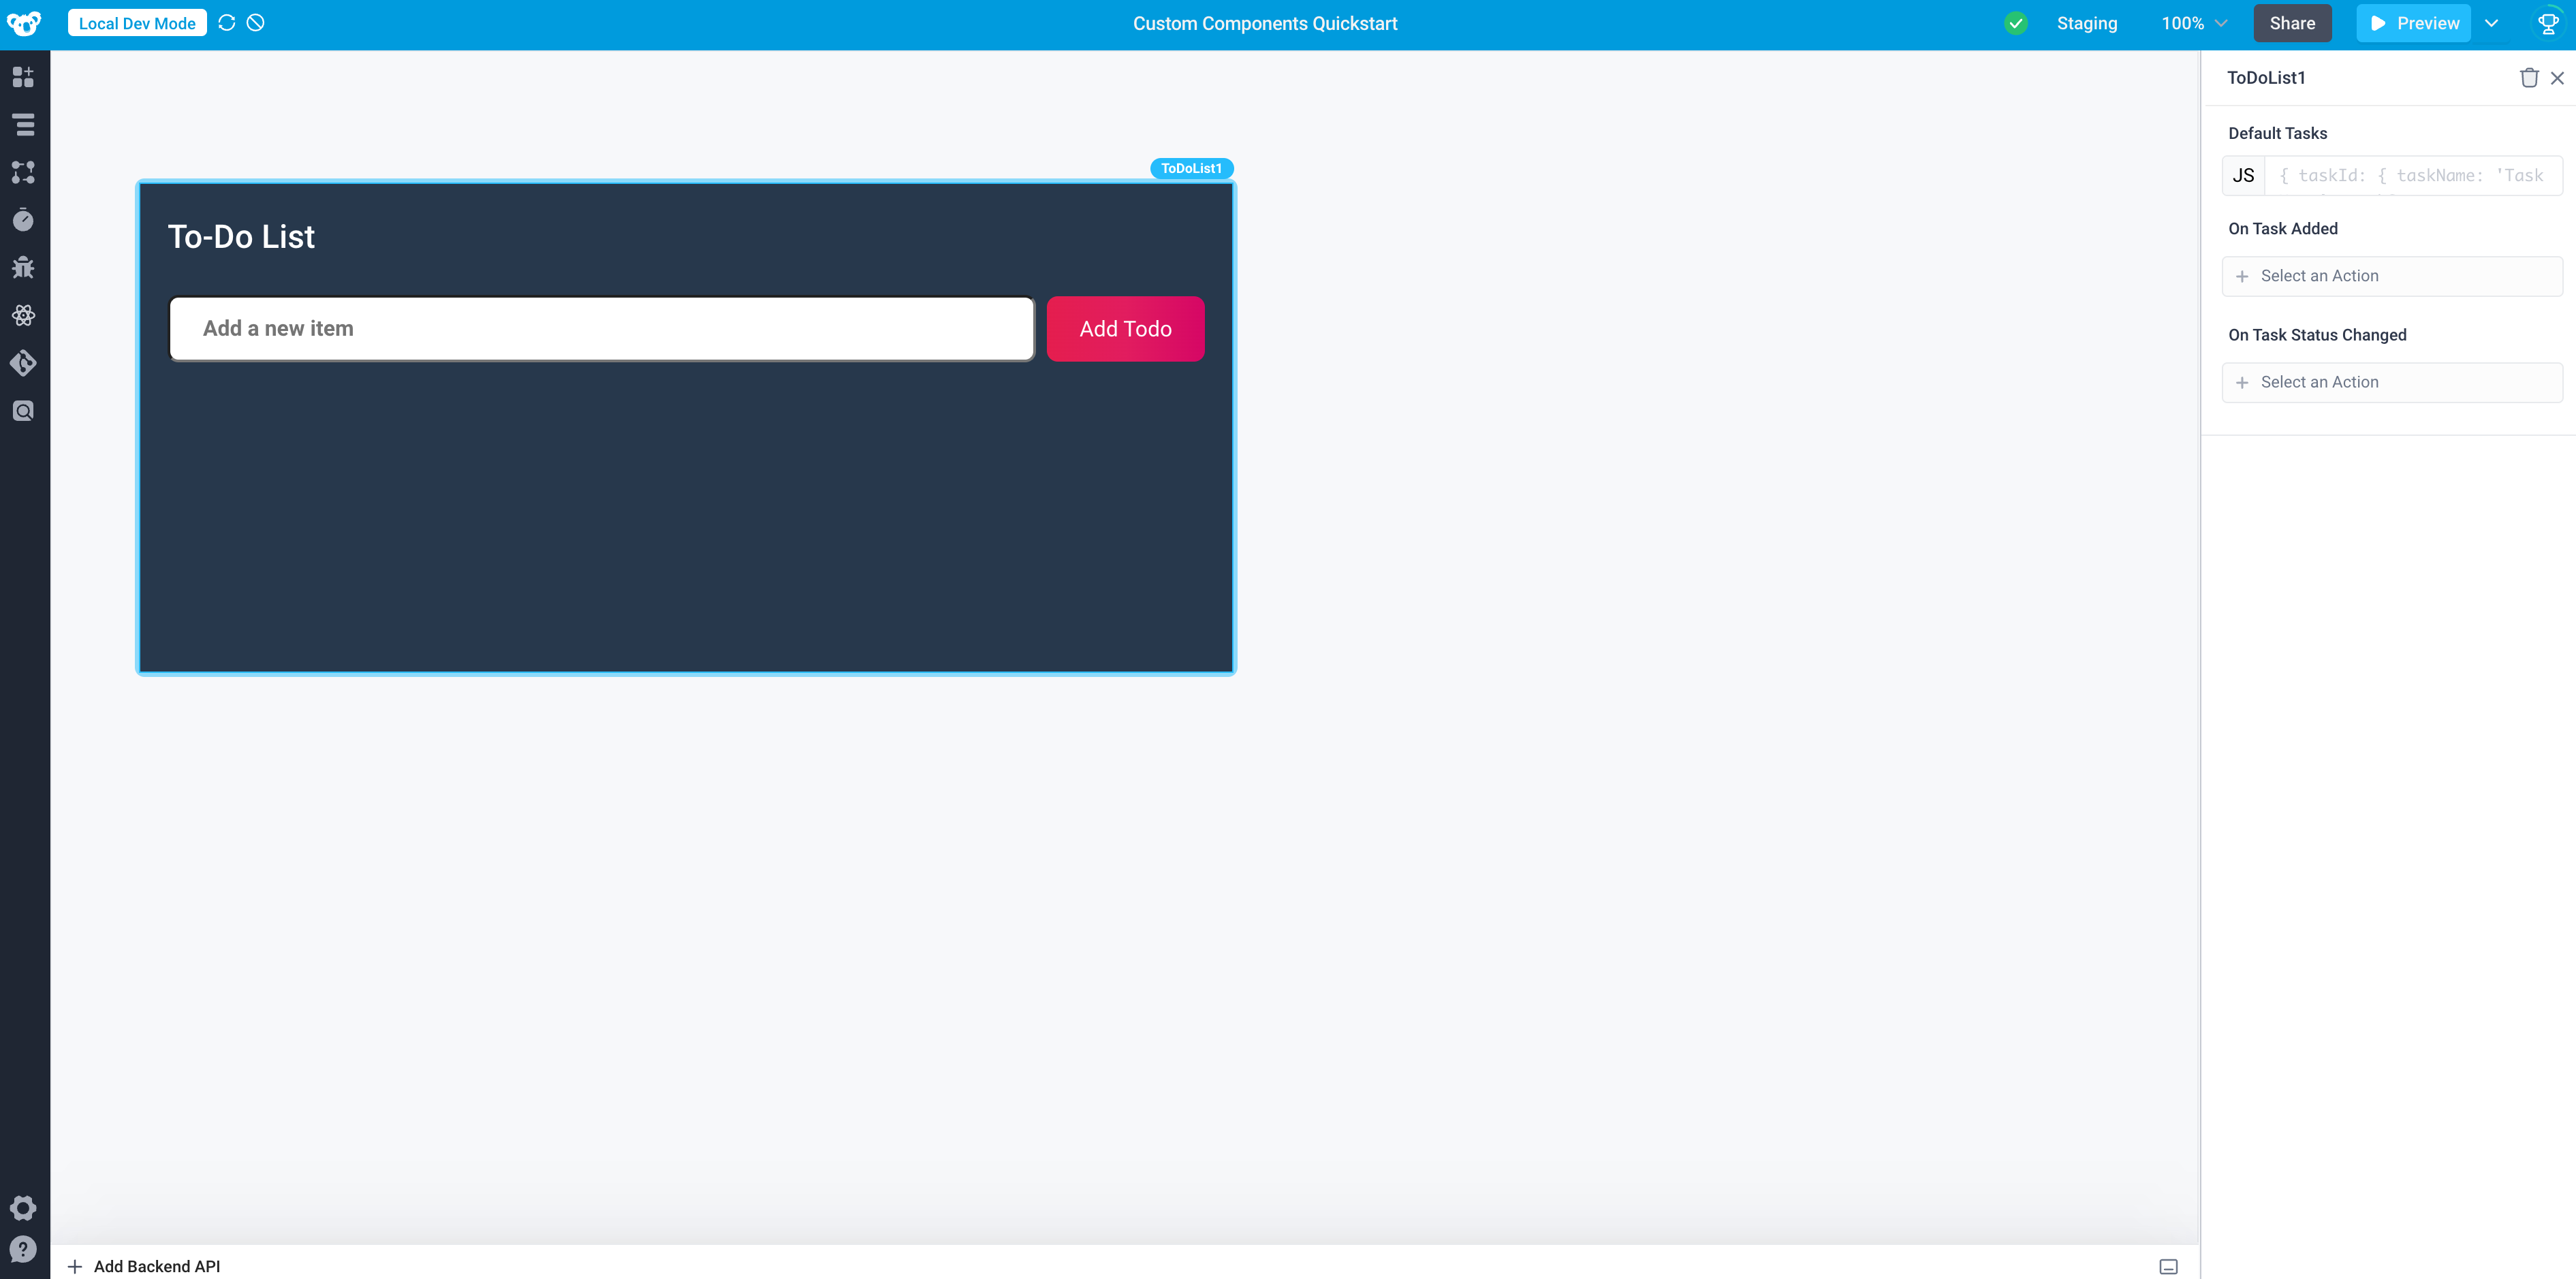 Local Dev Mode
Custom Components Quickstart
Staging
100%
Share
Preview
ToDoList1
To-Do List
Add a new item
Add Todo
ToDoList1
Default Tasks
JS
{ taskId: { taskName: 'Task
On Task Added
+ Select an Action
On Task Status Changed
+ Select an Action
+ Add Backend API